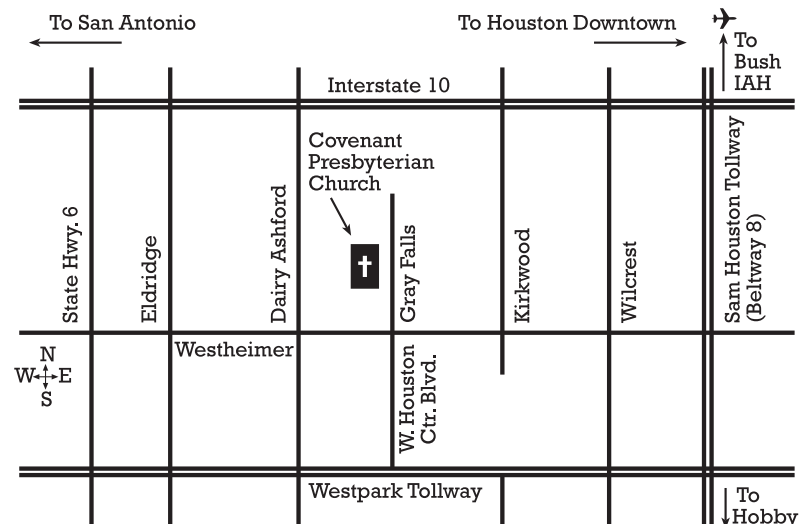 To San Antonio
To Houston Downtown
To
Bush
IAH
Interstate 10
Covenant
Presbyterian
Church
State Hwy. 6
Eldridge
Dairy Ashford
Gray Falls
Kirkwood
Wilcrest
Sam Houston Tollway
(Beltway 8)
Westheimer
N
W E
S
W. Houston
Ctr. Blvd.
Westpark Tollway
To
Hobby